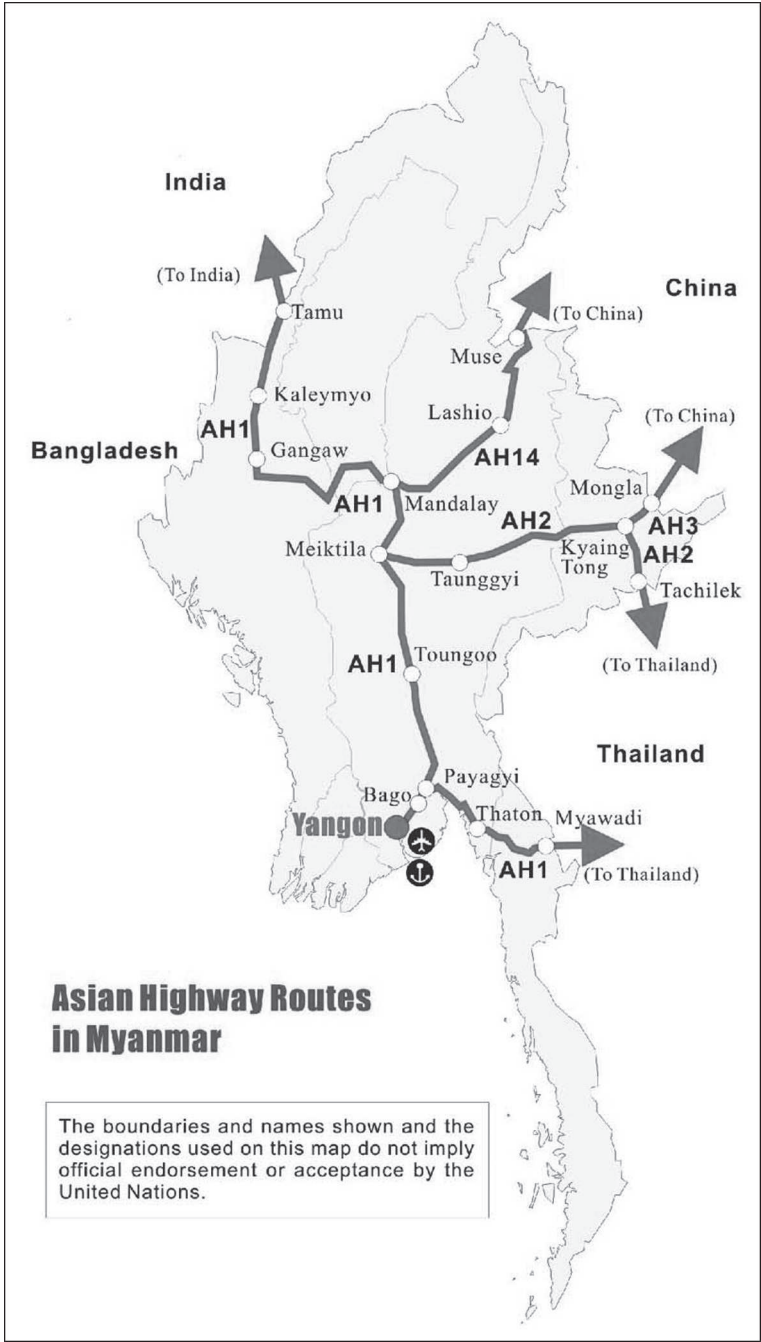 India
(To India)
China
Tamu
(To China)
Muse
Kaleymyo
Lashio
(To China)
AH1
Bangladesh
Gangaw
AH14
Mongla
AH1
Mandalay
AH2
AH3
Meiktila
Kyaing
Tong
AH2
Taunggyi
Tachilek
AH1
Toungoo
(To Thailand)
Thailand
Payagyi
Bago
Yangon
Thaton
Myawadi
AH1
(To Thailand)
Asian Highway Routes
in Myanmar
The boundaries and names shown and the
designations used on this map do not imply
official endorsement or acceptance by the
United Nations.